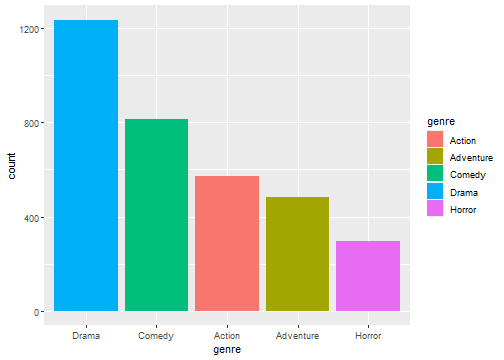 count
1200
800
400
0
Drama Comedy Action Adventure Horror
genre
genre
Action
Adventure
Comedy
Drama
Horror